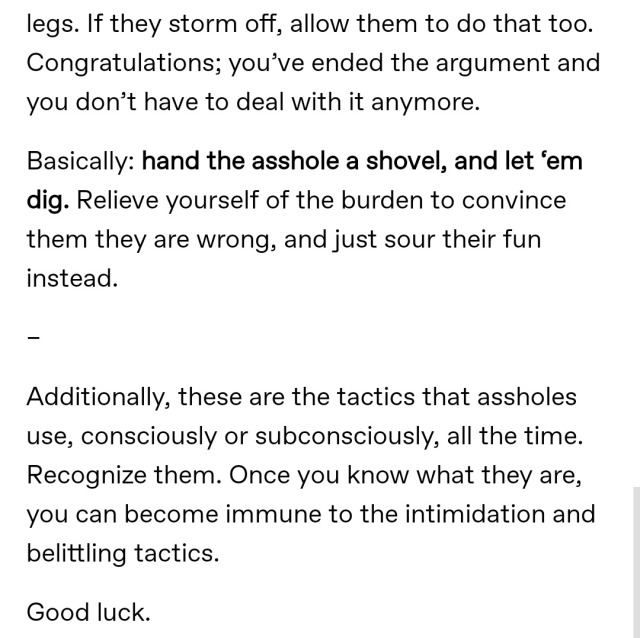 legs. If they storm off, allow them to do that too.
Congratulations; you’ve ended the argument and
you don’t have to deal with it anymore.
Basically: hand the asshole a shovel, and let ‘em
dig. Relieve yourself of the burden to convince
them they are wrong, and just sour their fun
instead.
–
Additionally, these are the tactics that assholes
use, consciously or subconsciously, all the time.
Recognize them. Once you know what they are,
you can become immune to the intimidation and
belittling tactics.
Good luck.